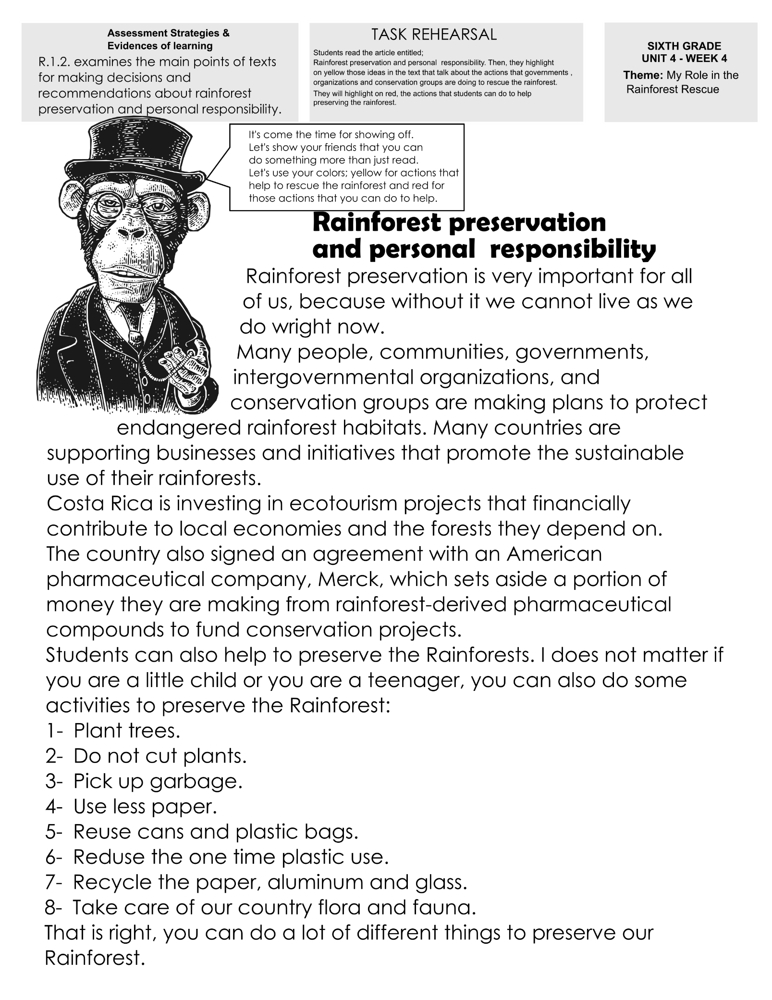 Assessment Strategies &
Evidences of learning
R.1.2. examines the main points of texts
for making decisions and
recommendations about rainforest
preservation and personal responsibility.
TASK REHEARSAL
Students read the article entitled;
Rainforest preservation and personal  responsibility. Then, they highlight
on yellow those ideas in the text that talk about the actions that governments ,
organizations and conservation groups are doing to rescue the rainforest.
They will highlight on red, the actions that students can do to help
preserving the rainforest.
SIXTH GRADE
UNIT 4 - WEEK 4
Theme: My Role in the
Rainforest Rescue
It's come the time for showing off.
Let's show your friends that you can
do something more than just read.
Let's use your colors; yellow for actions that
help to rescue the rainforest and red for
those actions that you can do to help.
Rainforest preservation
and personal  responsibility
Rainforest preservation is very important for all
of us, because without it we cannot live as we
do wright now.
Many people, communities, governments,
intergovernmental organizations, and
conservation groups are making plans to protect
endangered rainforest habitats. Many countries are
supporting businesses and initiatives that promote the sustainable
use of their rainforests.
Costa Rica is investing in ecotourism projects that financially
contribute to local economies and the forests they depend on.
The country also signed an agreement with an American
pharmaceutical company, Merck, which sets aside a portion of
money they are making from rainforest-derived pharmaceutical
compounds to fund conservation projects.
Students can also help to preserve the Rainforests. I does not matter if
you are a little child or you are a teenager, you can also do some
activities to preserve the Rainforest:
1-  Plant trees.
2-  Do not cut plants.
3-  Pick up garbage.
4-  Use less paper.
5-  Reuse cans and plastic bags.
6-  Reduse the one time plastic use.
7-  Recycle the paper, aluminum and glass.
8-  Take care of our country flora and fauna.
That is right, you can do a lot of different things to preserve our
Rainforest.